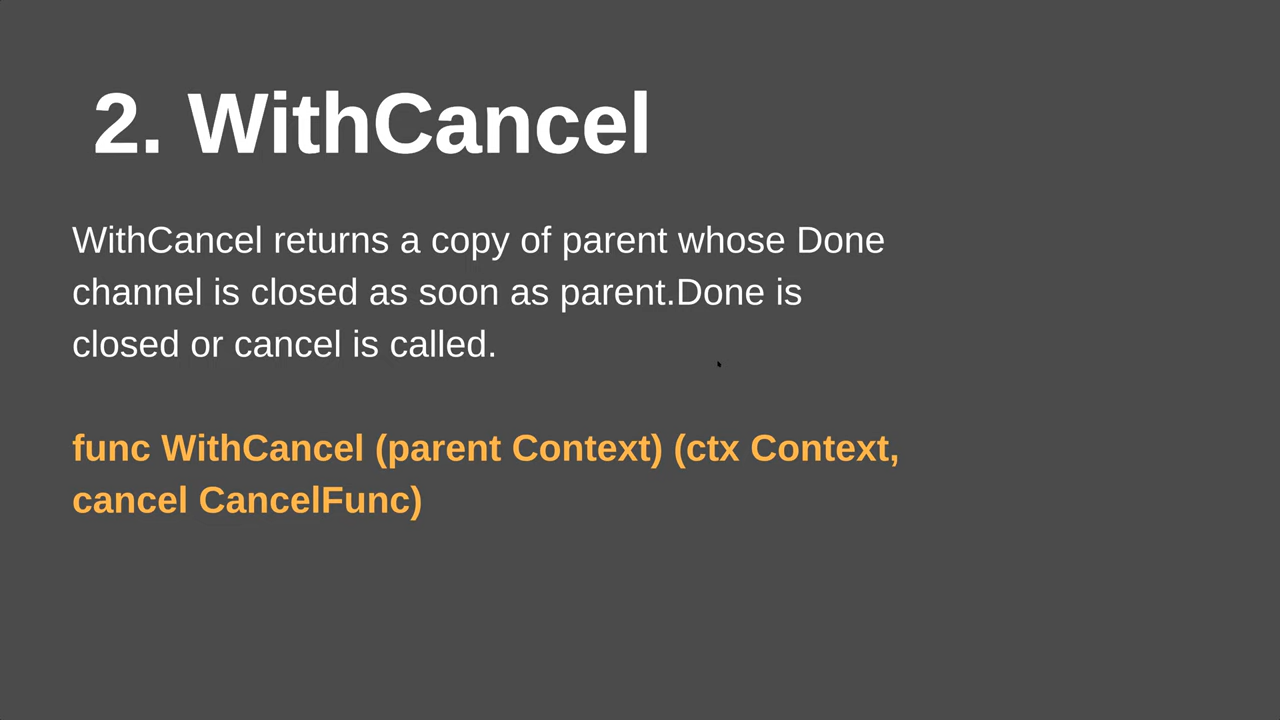 2. WithCancel
WithCancel returns a copy of parent whose Done
channel is closed as soon as parent.Done is
closed or cancel is called.
func WithCancel (parent Context) (ctx Context,
cancel CancelFunc)